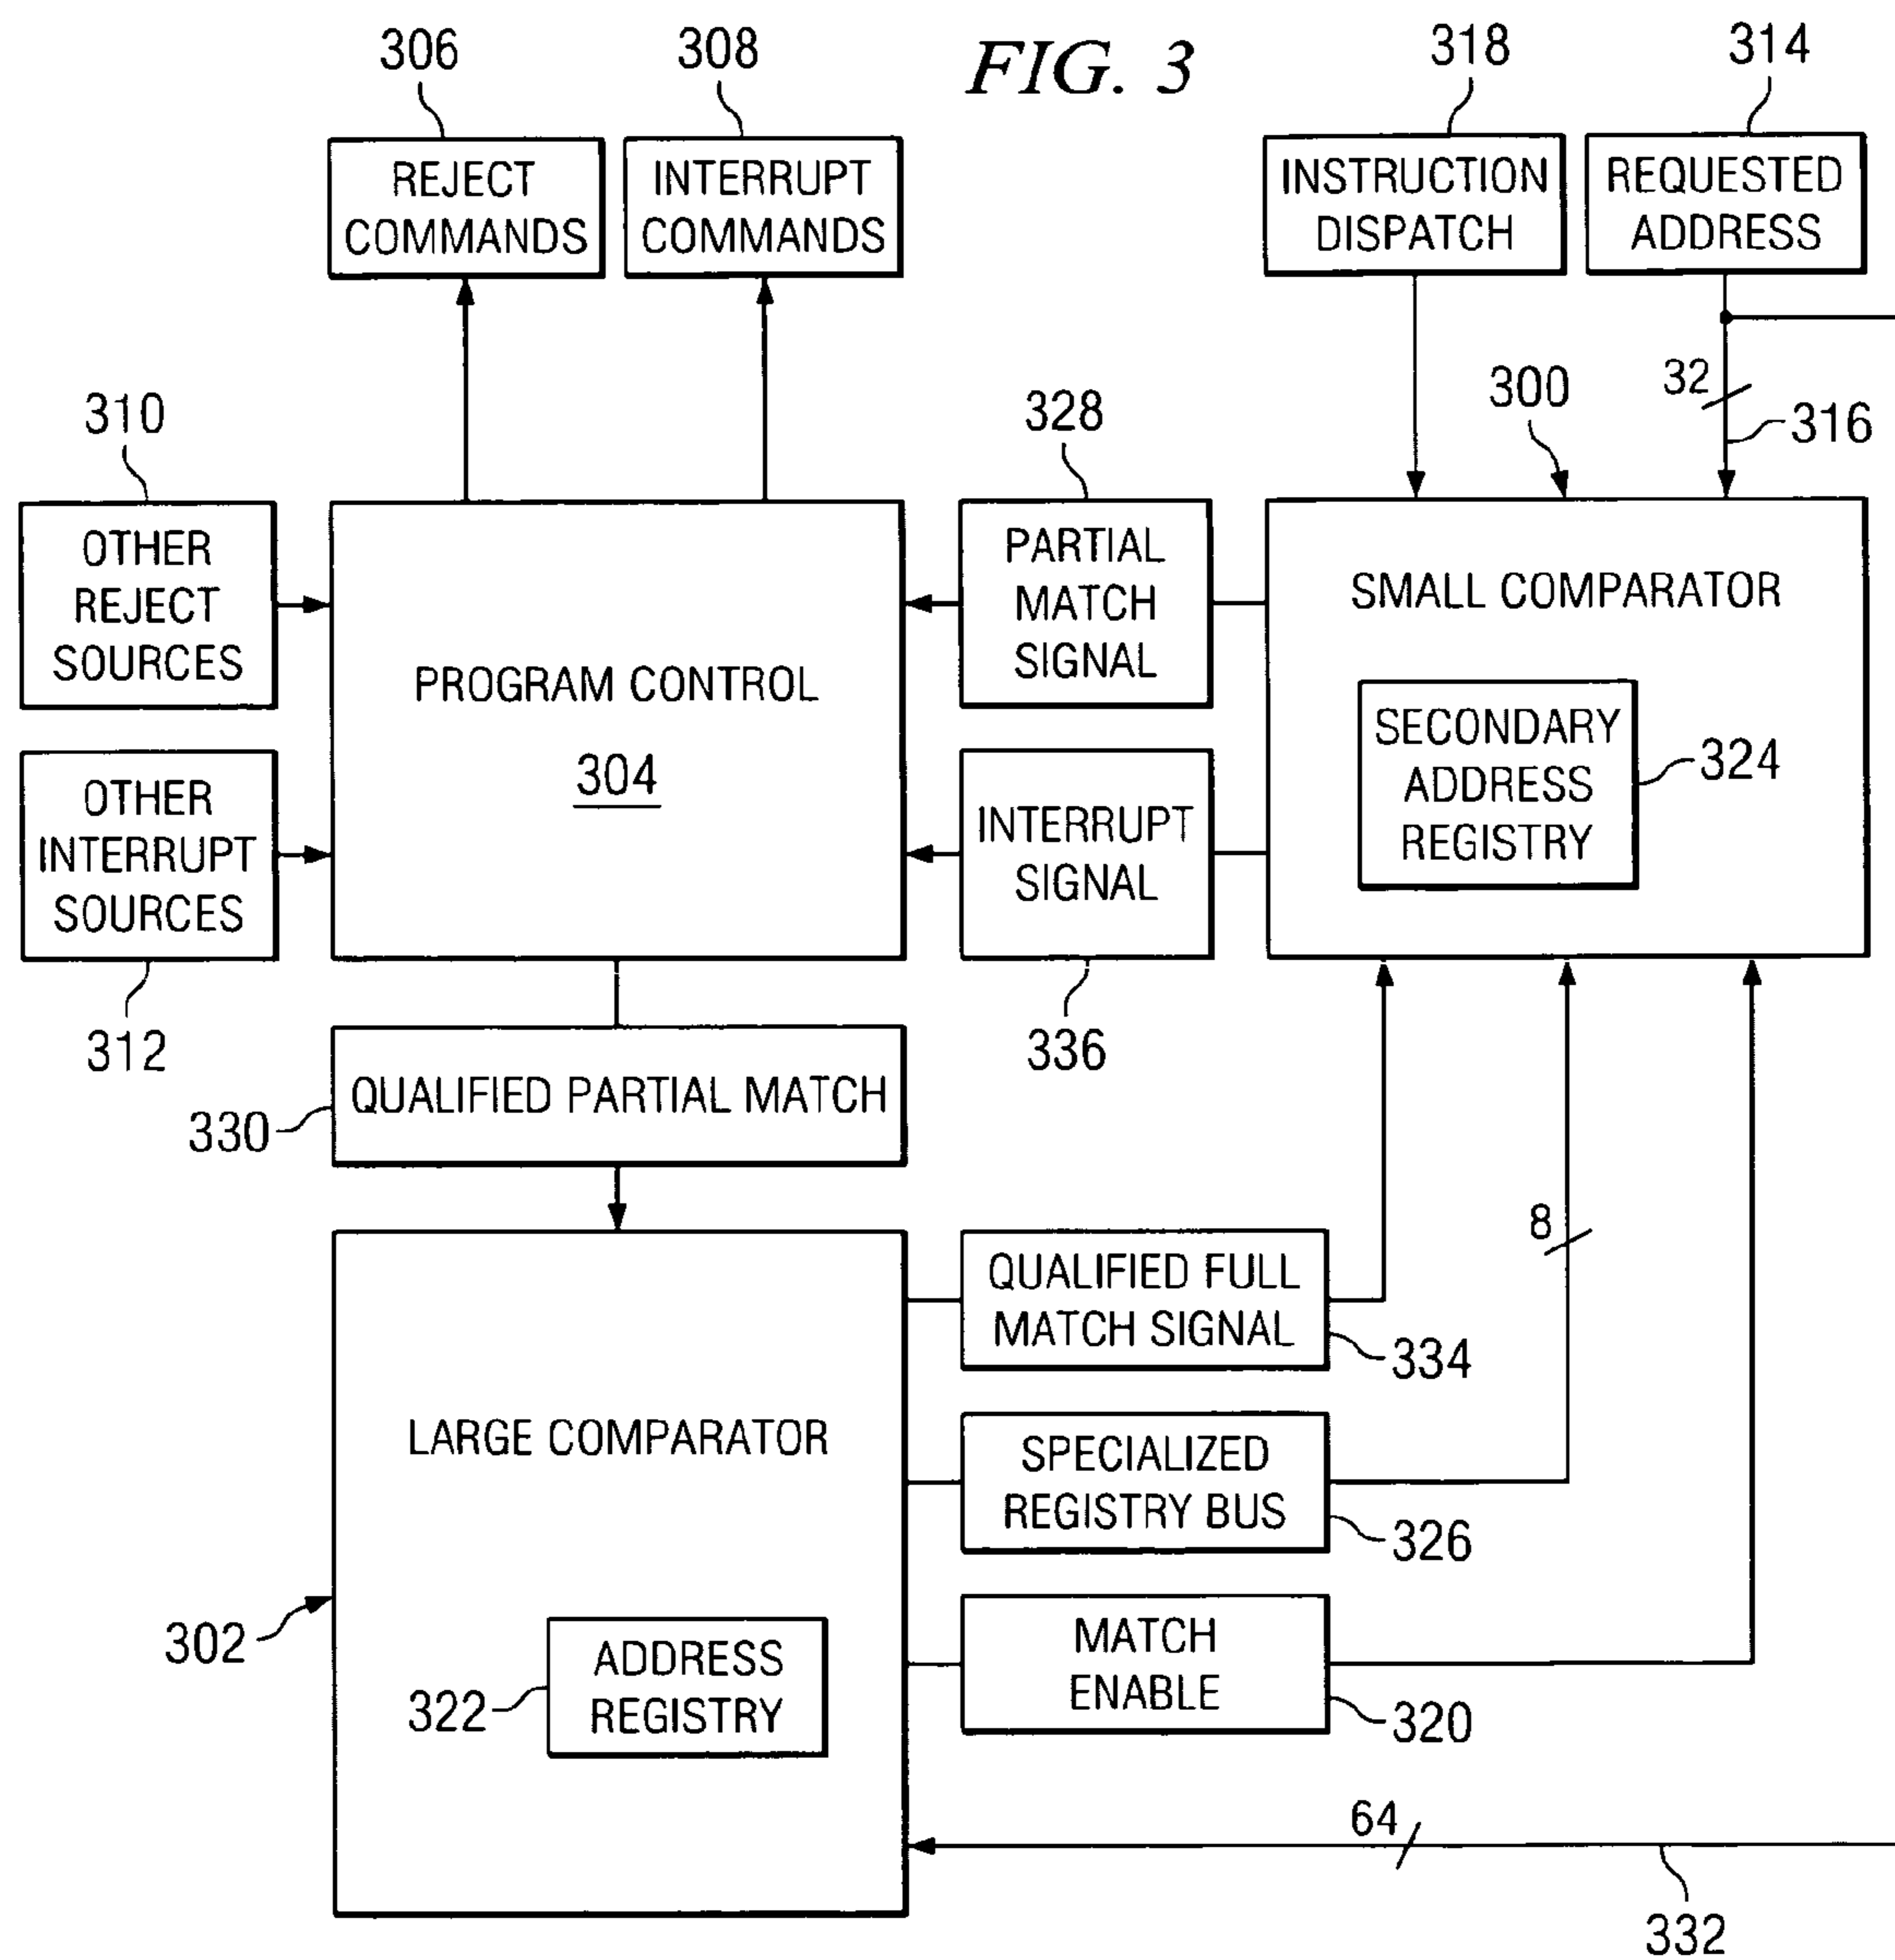 FIG. 3
306
308
318
314
REJECT
COMMANDS
INTERRUPT
COMMANDS
INSTRUCTION
DISPATCH
REQUESTED
ADDRESS
32
300
316
310
328
OTHER
REJECT
SOURCES
PARTIAL
MATCH
SIGNAL
SMALL COMPARATOR
PROGRAM CONTROL
304
SECONDARY
ADDRESS
REGISTRY
324
OTHER
INTERRUPT
SOURCES
INTERRUPT
SIGNAL
312
336
QUALIFIED PARTIAL MATCH
330
8
QUALIFIED FULL
MATCH SIGNAL
334
LARGE COMPARATOR
SPECIALIZED
REGISTRY BUS
326
302
ADDRESS
REGISTRY
322
MATCH
ENABLE
320
64
332